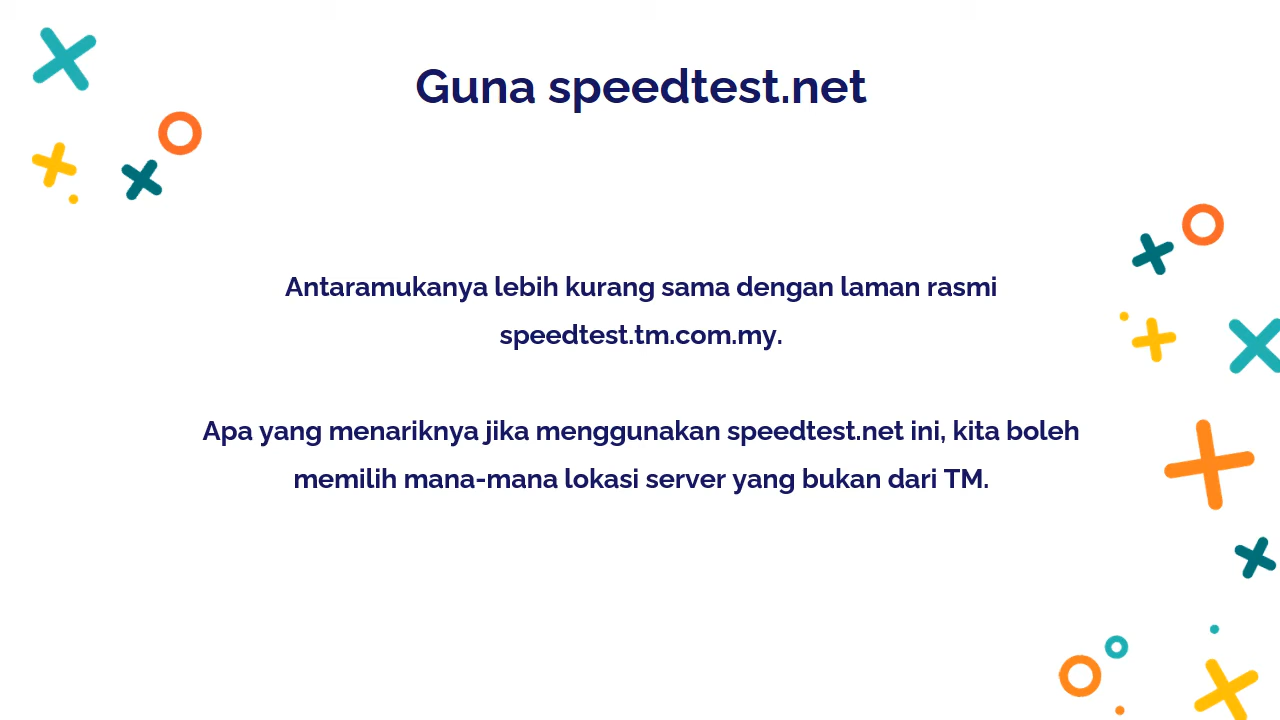 Guna speedtest.net
Antaramukanya lebih kurang sama dengan laman rasmi
speedtest.tm.com.my.
Apa yang menariknya jika menggunakan speedtest.net ini, kita boleh
memilih mana-mana lokasi server yang bukan dari TM.